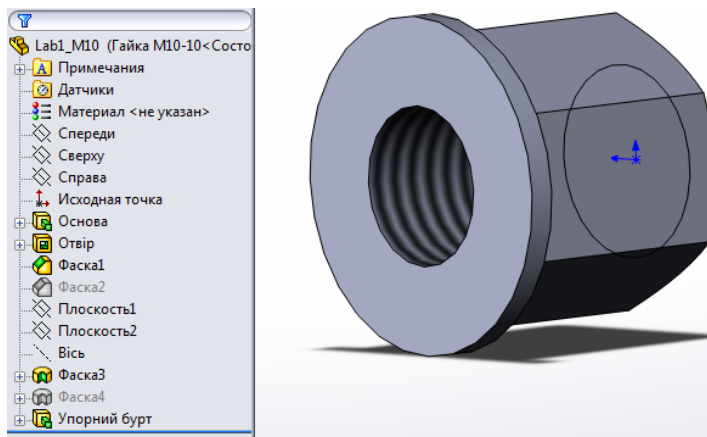 Lab1_M10 (Гайка М10-10<Состо
Примечания
Датчики
Материал <не указан>
Спереди
Сверху
Справа
Исходная точка
Основа
Отвір
Фаска1
Фаска2
Плоскость1
Плоскость2
Вісь
Фаска3
Фаска4
Упорний бурт